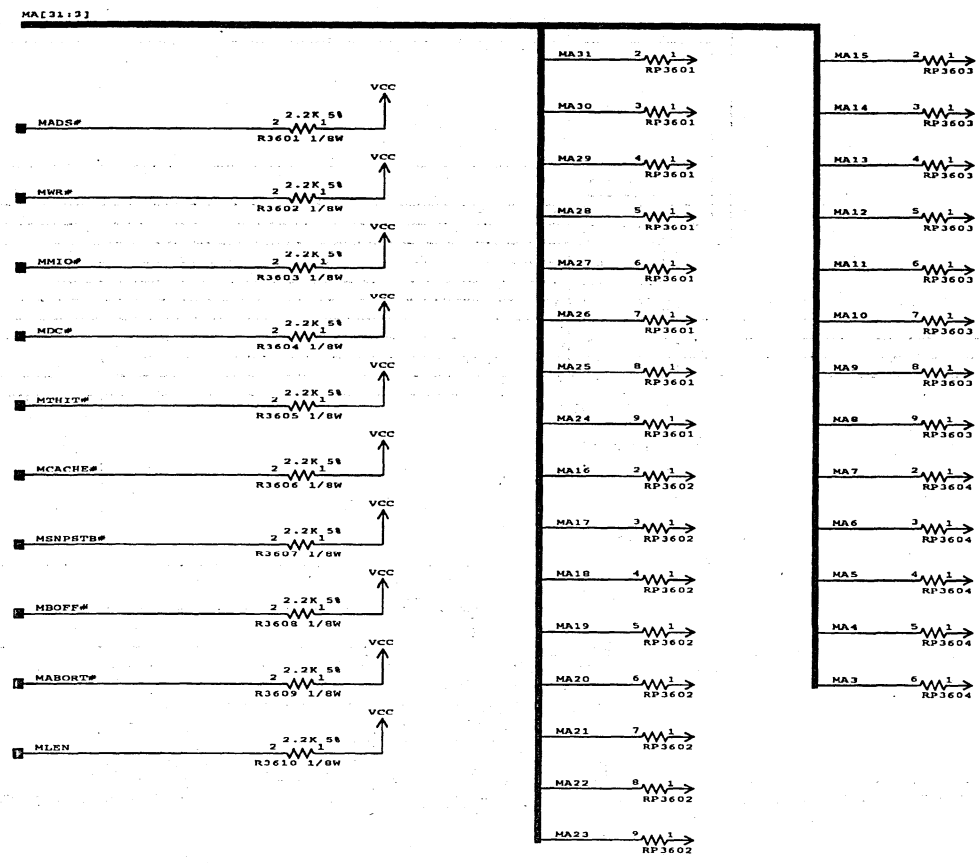 MA[31:3]
VCC
MADS#
2.2K 5%
2 1
R3601 1/8W
VCC
MWR#
2.2K 5%
2 1
R3602 1/8W
VCC
MMIO#
2.2K 5%
2 1
R3603 1/8W
VCC
MDC#
2.2K 5%
2 1
R3604 1/8W
VCC
MTHIT#
2.2K 5%
2 1
R3605 1/8W
VCC
MCACHE#
2.2K 5%
2 1
R3606 1/8W
VCC
MSNPSTB#
2.2K 5%
2 1
R3607 1/8W
VCC
MBOFF#
2.2K 5%
2 1
R3608 1/8W
VCC
MABORT#
2.2K 5%
2 1
R3609 1/8W
VCC
MLEN
2.2K 5%
2 1
R3610 1/8W
MA31 2 1
RP3601
MA30 3 1
RP3601
MA29 4 1
RP3601
MA28 5 1
RP3601
MA27 6 1
RP3601
MA26 7 1
RP3601
MA25 8 1
RP3601
MA24 9 1
RP3601
MA16 2 1
RP3602
MA17 3 1
RP3602
MA18 4 1
RP3602
MA19 5 1
RP3602
MA20 6 1
RP3602
MA21 7 1
RP3602
MA22 8 1
RP3602
MA23 9 1
RP3602
MA15 2 1
RP3603
MA14 3 1
RP3603
MA13 4 1
RP3603
MA12 5 1
RP3603
MA11 6 1
RP3603
MA10 7 1
RP3603
MA9 8 1
RP3603
MA8 9 1
RP3603
MA7 2 1
RP3604
MA6 3 1
RP3604
MA5 4 1
RP3604
MA4 5 1
RP3604
MA3 6 1
RP3604